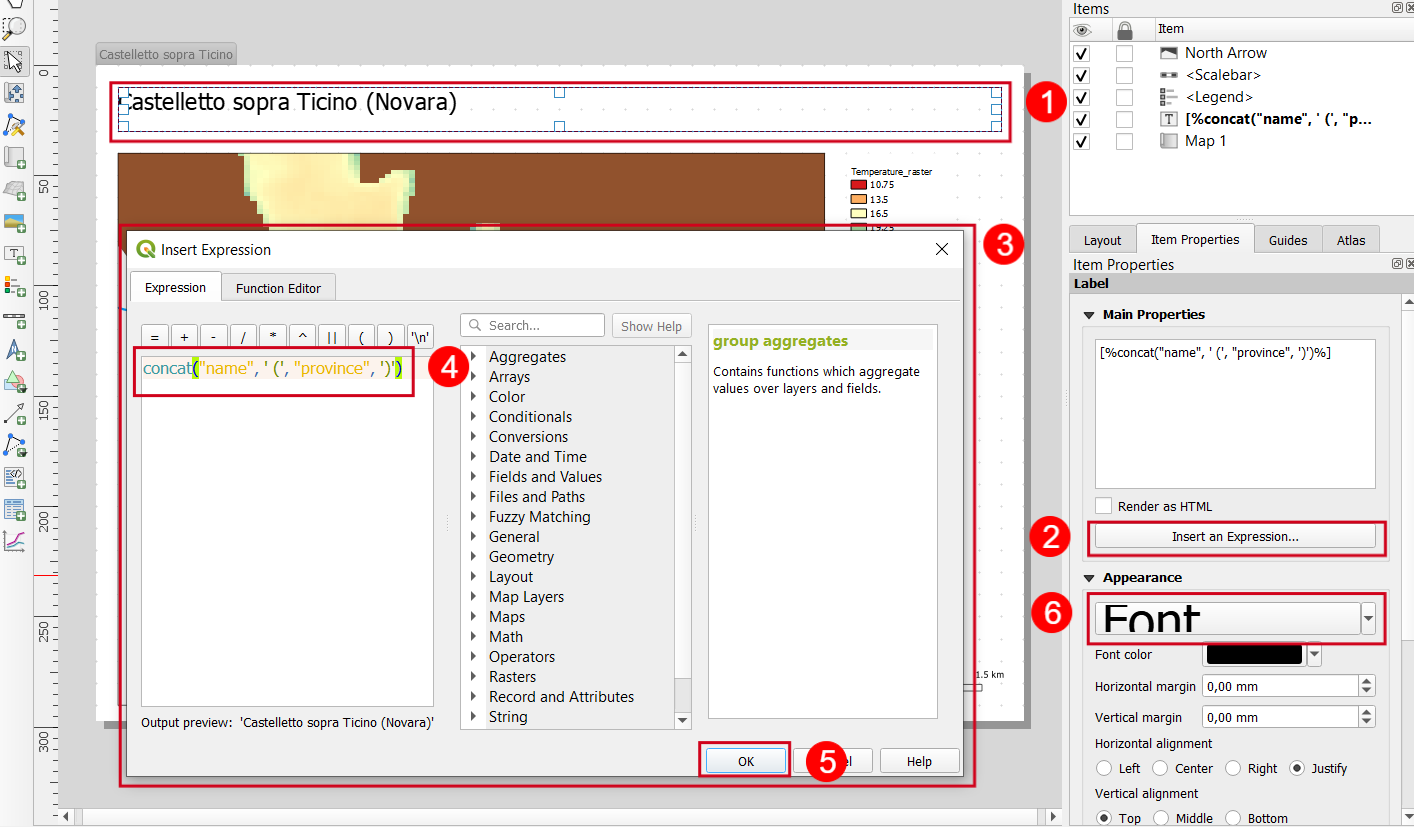 Castelletto sopra Ticino
Castelletto sopra Ticino (Novara)
1
0
50
100
150
200
250
300
Temperature_raster
10.75
13.5
16.5
19.25
1.5 km
3
Insert Expression
Expression
Function Editor
= + - / * ^ || ( ) '\n'
Search...
Show Help
concat("name", ' (', "province", ')')
4
Aggregates
Arrays
Color
Conditionals
Conversions
Date and Time
Fields and Values
Files and Paths
Fuzzy Matching
General
Geometry
Layout
Map Layers
Maps
Math
Operators
Rasters
Record and Attributes
String
group aggregates
Contains functions which aggregate
values over layers and fields.
Output preview: 'Castelletto sopra Ticino (Novara)'
OK
5
Help
Items
Item
North Arrow
<Scalebar>
<Legend>
[%concat("name", ' (', "p...
Map 1
Layout
Item Properties
Guides
Atlas
Item Properties
Label
Main Properties
[%concat("name", ' (', "province", ')')%]
Render as HTML
2
Insert an Expression...
Appearance
6
Font
Font color
Horizontal margin 0,00 mm
Vertical margin 0,00 mm
Horizontal alignment
Left Center Right Justify
Vertical alignment
Top Middle Bottom